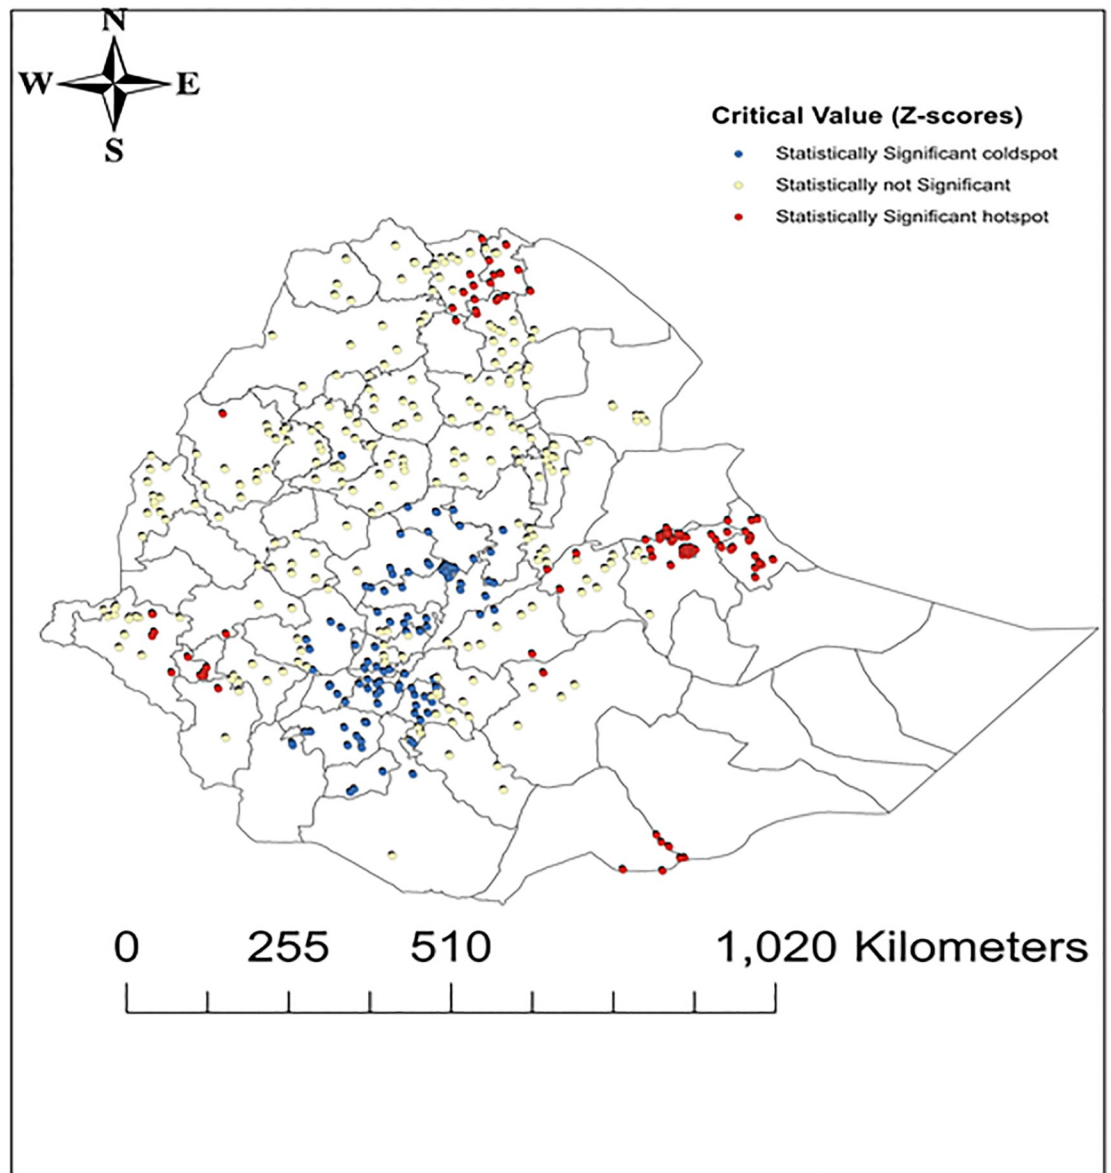 N
W E
S
Critical Value (Z-scores)
Statistically Significant coldspot
Statistically not Significant
Statistically Significant hotspot
0 255 510 1,020 Kilometers